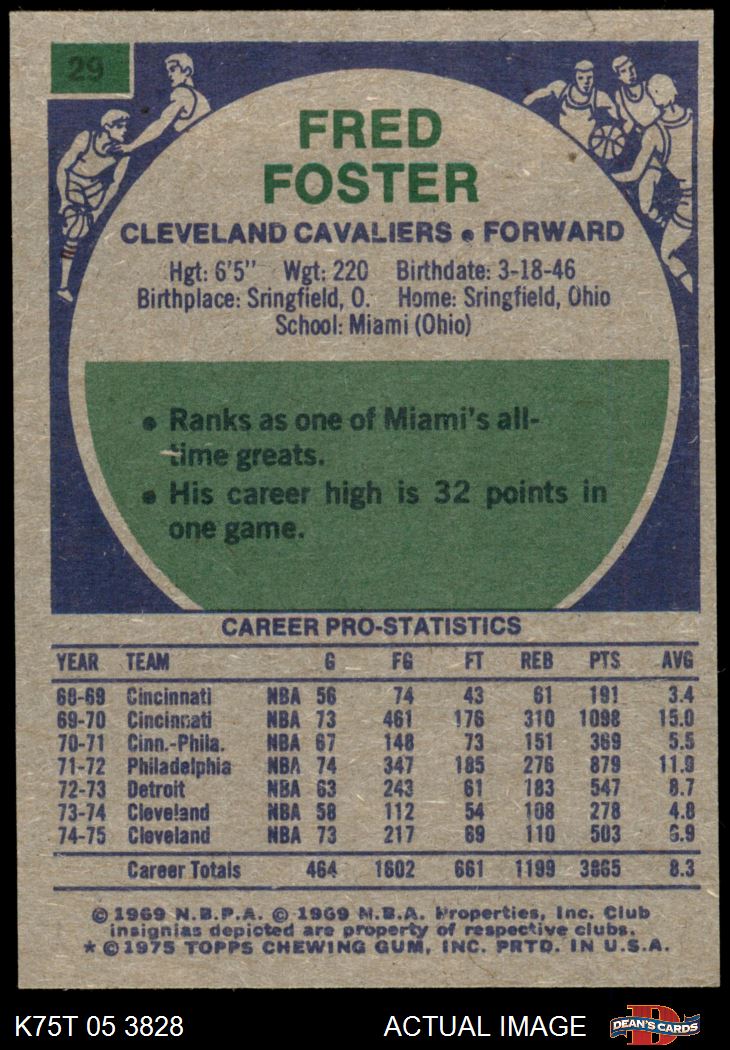 29
FRED
FOSTER
CLEVELAND CAVALIERS • FORWARD
Hgt: 6'5" Wgt: 220 Birthdate: 3-18-46
Birthplace: Sringfield, O. Home: Sringfield, Ohio
School: Miami (Ohio)
• Ranks as one of Miami's all-
time greats.
• His career high is 32 points in
one game.
CAREER PRO-STATISTICS
YEAR TEAM G FG FT REB PTS AVG
68-69 Cincinnati NBA 56 74 43 61 191 3.4
69-70 Cincinnati NBA 73 461 176 310 1098 15.0
70-71 Cinn.-Phila. NBA 67 148 73 151 369 5.5
71-72 Philadelphia NBA 74 347 185 276 879 11.9
72-73 Detroit NBA 63 243 61 183 547 8.7
73-74 Cleveland NBA 58 112 54 108 278 4.8
74-75 Cleveland NBA 73 217 69 110 503 6.9
Career Totals 464 1602 661 1199 3865 8.3
© 1969 N.B.P.A. © 1969 N.B.A. Properties, Inc. Club
insignias depicted are property of respective clubs.
* © 1975 TOPPS CHEWING GUM, INC. PRTD. IN U.S.A.
K75T 05 3828 ACTUAL IMAGE D DEAN'S CARDS